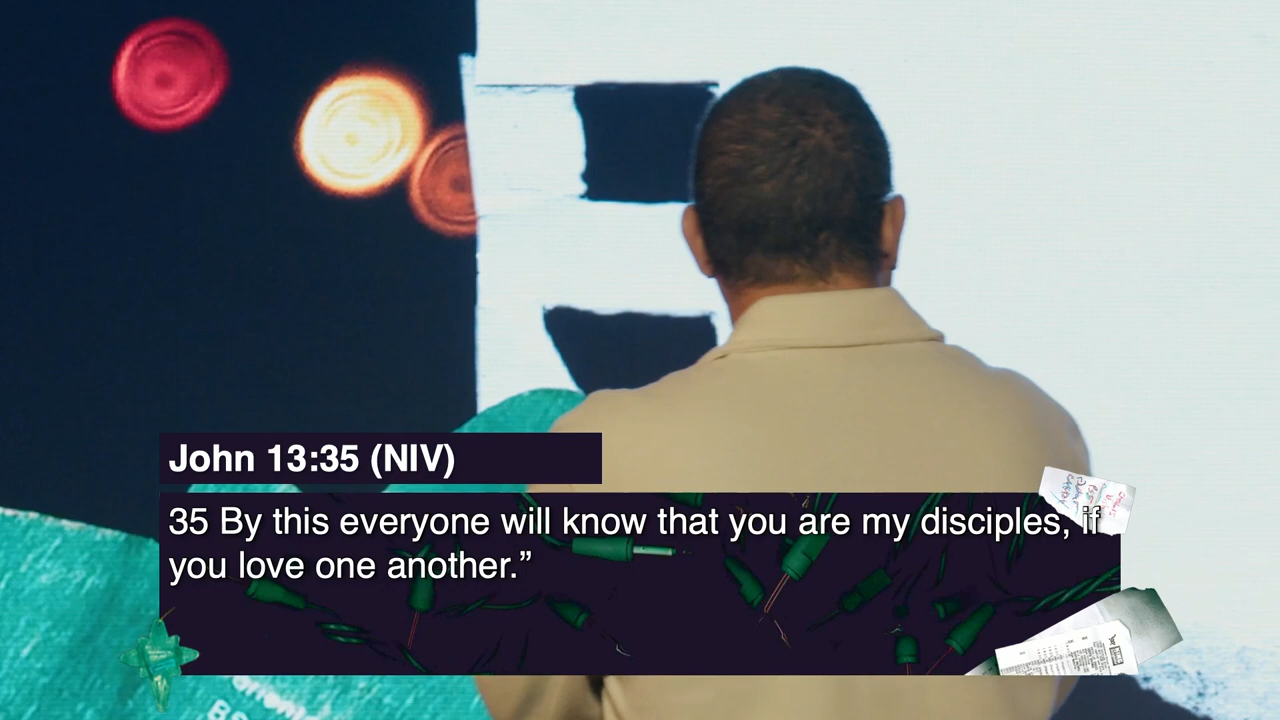 John 13:35 (NIV)
35 By this everyone will know that you are my disciples, if
you love one another.”